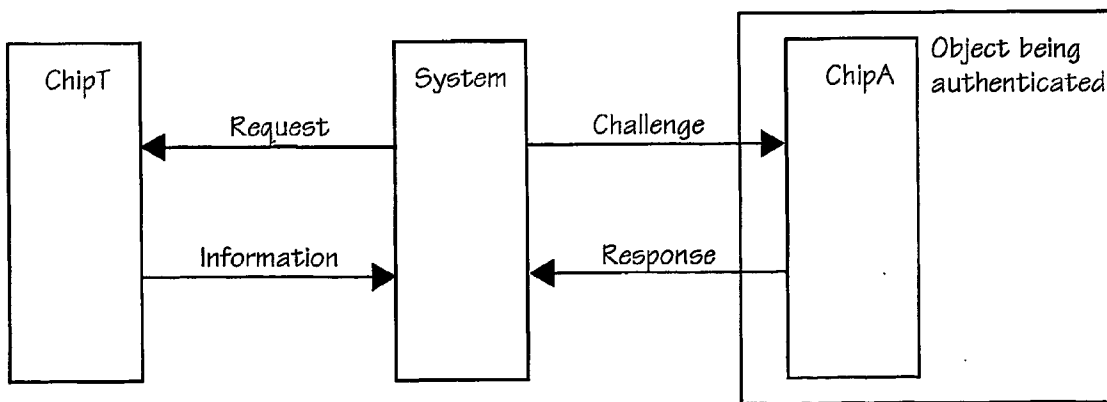 ChipT
System
ChipA
Object being
authenticated
Request
Challenge
Information
Response